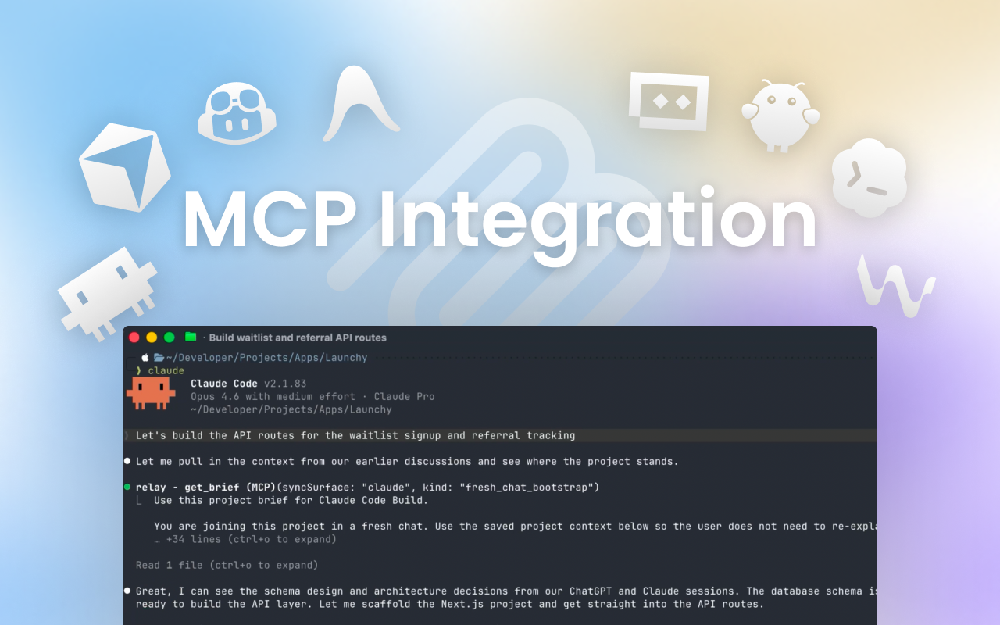 MCP Integration
· Build waitlist and referral API routes
~/Developer/Projects/Apps/Launchy
❯ claude
Claude Code v2.1.83
Opus 4.6 with medium effort · Claude Pro
~/Developer/Projects/Apps/Launchy
❯ Let's build the API routes for the waitlist signup and referral tracking
● Let me pull in the context from our earlier discussions and see where the project stands.
● relay - get_brief (MCP)(syncSurface: "claude", kind: "fresh_chat_bootstrap")
⎿ Use this project brief for Claude Code Build.
You are joining this project in a fresh chat. Use the saved project context below so the user does not need to re-expla
… +34 lines (ctrl+o to expand)
Read 1 file (ctrl+o to expand)
● Great, I can see the schema design and architecture decisions from our ChatGPT and Claude sessions. The database schema is
ready to build the API layer. Let me scaffold the Next.js project and get straight into the API routes.